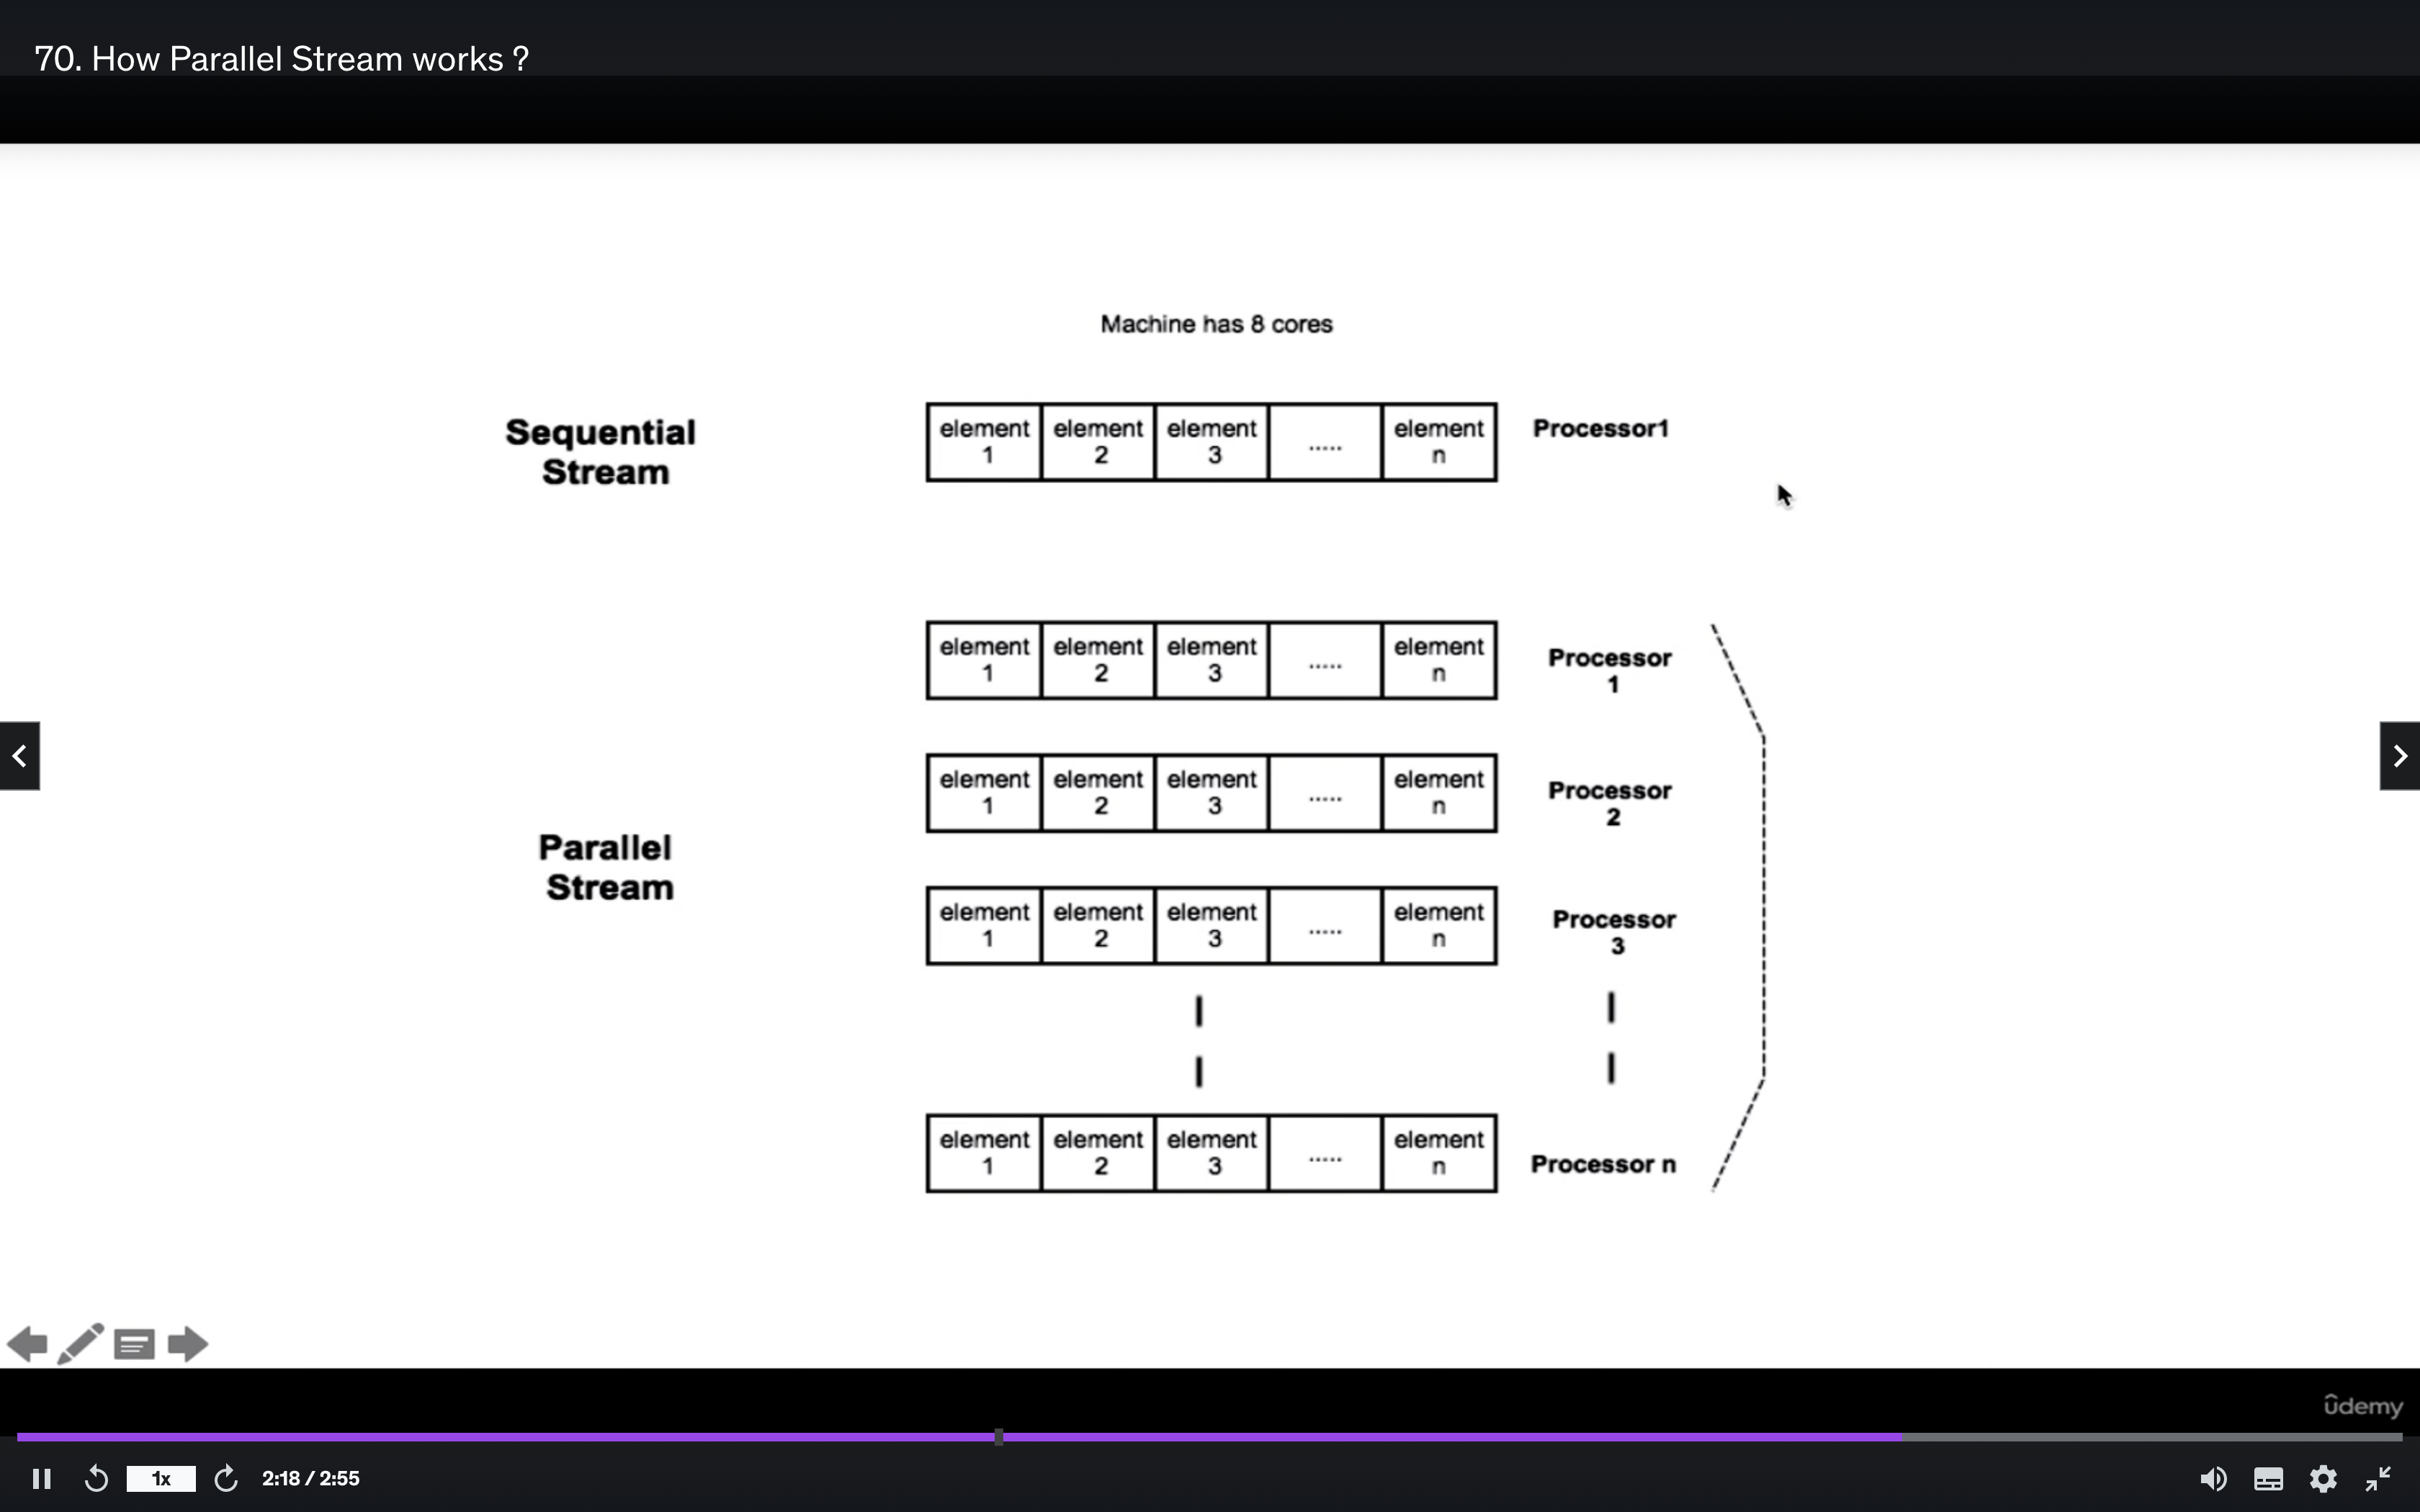 70. How Parallel Stream works ?
Machine has 8 cores
Sequential
Stream
element element element ..... element
1 2 3 n
Processor1
element element element ..... element
1 2 3 n
Processor
1
element element element ..... element
1 2 3 n
Processor
2
Parallel
Stream
element element element ..... element
1 2 3 n
Processor
3
element element element ..... element
1 2 3 n
Processor n
ûdemy
1x
2:18 / 2:55